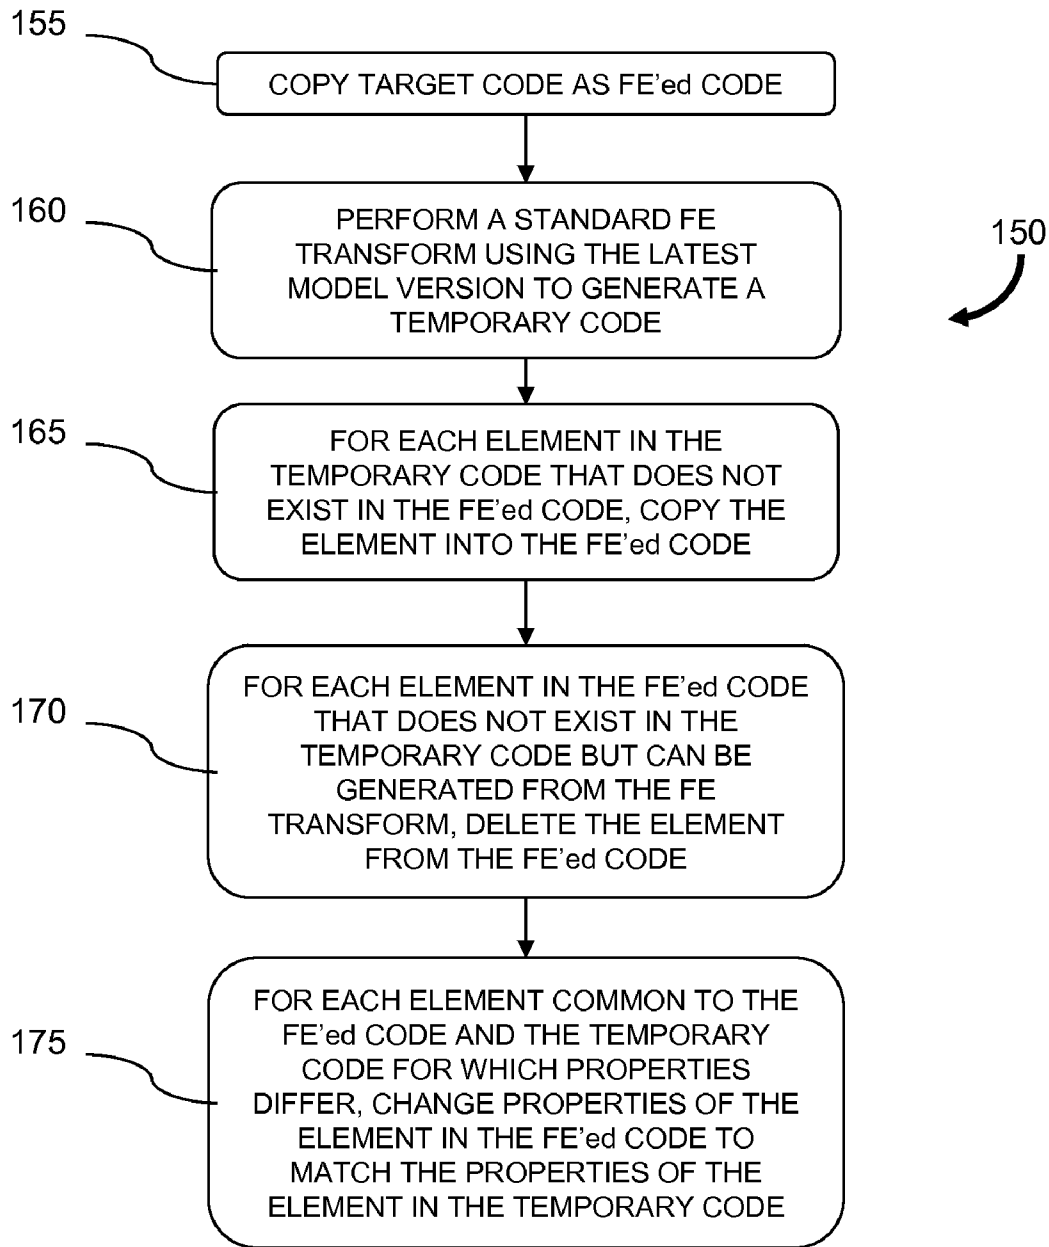 155
COPY TARGET CODE AS FE’ed CODE
160
PERFORM A STANDARD FE
TRANSFORM USING THE LATEST
MODEL VERSION TO GENERATE A
TEMPORARY CODE
150
165
FOR EACH ELEMENT IN THE
TEMPORARY CODE THAT DOES NOT
EXIST IN THE FE’ed CODE, COPY THE
ELEMENT INTO THE FE’ed CODE
170
FOR EACH ELEMENT IN THE FE’ed CODE
THAT DOES NOT EXIST IN THE
TEMPORARY CODE BUT CAN BE
GENERATED FROM THE FE
TRANSFORM, DELETE THE ELEMENT
FROM THE FE’ed CODE
175
FOR EACH ELEMENT COMMON TO THE
FE’ed CODE AND THE TEMPORARY
CODE FOR WHICH PROPERTIES
DIFFER, CHANGE PROPERTIES OF THE
ELEMENT IN THE FE’ed CODE TO
MATCH THE PROPERTIES OF THE
ELEMENT IN THE TEMPORARY CODE